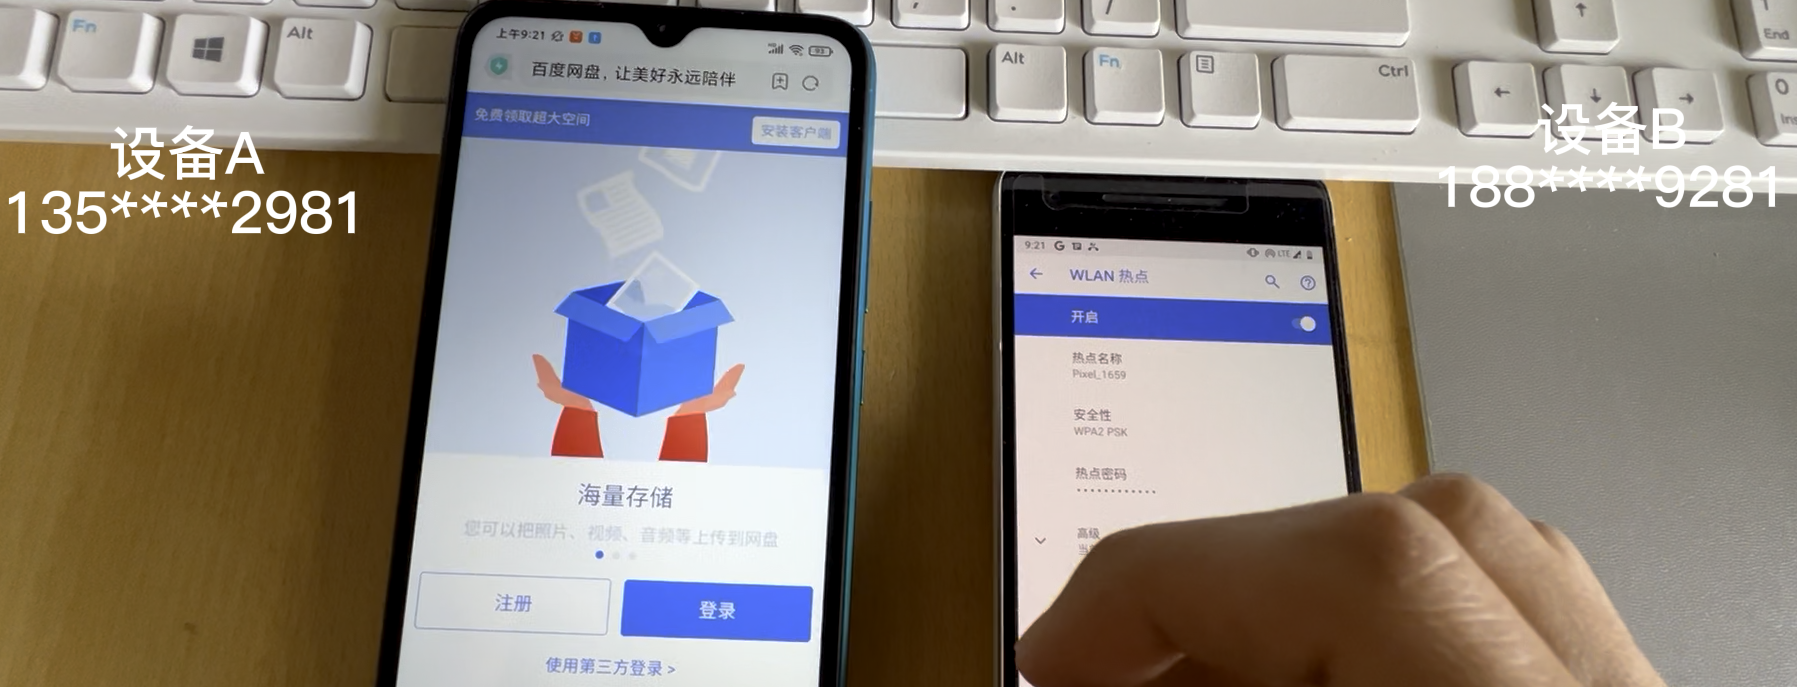 Fn
Alt
Alt
Fn
Ctrl
End
设备A
135****2981
设备B
188****9281
上午9:21
93
百度网盘，让美好永远陪伴
免费领取超大空间
安装客户端
海量存储
您可以把照片、视频、音频等上传到网盘
注册
登录
使用第三方登录 >
9:21
LTE
WLAN 热点
开启
热点名称
Pixel_1659
安全性
WPA2 PSK
热点密码
高级